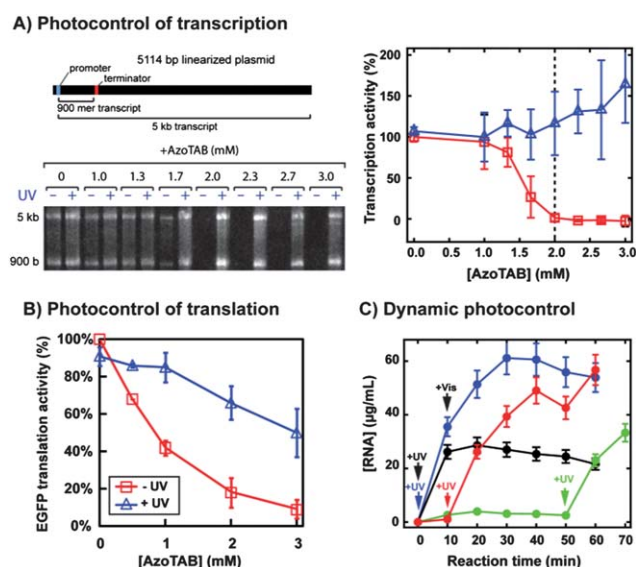 A) Photocontrol of transcription
5114 bp linearized plasmid
promoter
terminator
900 mer transcript
5 kb transcript
+AzoTAB (mM)
0 1.0 1.3 1.7 2.0 2.3 2.7 3.0
UV - + - + - + - + - + - + - + - +
5 kb
900 b
Transcription activity (%)
200
150
100
50
0
0.0 1.0 1.5 2.0 2.5 3.0
[AzoTAB] (mM)
B) Photocontrol of translation
EGFP translation activity (%)
100%
80%
60%
40%
20%
0%
- UV
+ UV
0 1 2 3
[AzoTAB] (mM)
C) Dynamic photocontrol
[RNA] (µg/mL)
60
40
20
0
+Vis
+UV
+UV
+UV
+UV
0 10 20 30 40 50 60 70
Reaction time (min)